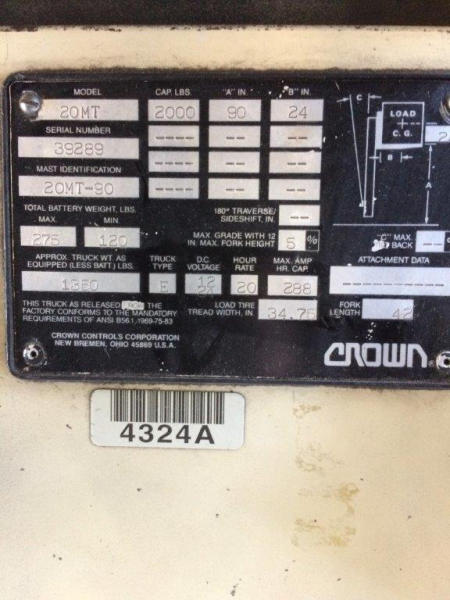 MODEL CAP. LBS. "A" IN. "B" IN.
20MT 2000 90 24
SERIAL NUMBER ---- -- --
39289 ---- -- --
MAST IDENTIFICATION
20MT-90 ---- -- --
TOTAL BATTERY WEIGHT, LBS.
MAX. MIN.
275 120
180° TRAVERSE/
SIDESHIFT, IN. --
MAX. GRADE WITH 12
IN. MAX. FORK HEIGHT 5 %
APPROX. TRUCK WT. AS
EQUIPPED (LESS BATT.) LBS.
1350
TRUCK
TYPE
E
D.C.
VOLTAGE
12
HOUR
RATE
20
MAX. AMP
HR. CAP.
288
THIS TRUCK AS RELEASED FROM THE
FACTORY CONFORMS TO THE MANDATORY
REQUIREMENTS OF ANSI B56.1, 1969-75-83
LOAD TIRE
TREAD WIDTH, IN. 34.75
CROWN CONTROLS CORPORATION
NEW BREMEN, OHIO 45869 U.S.A.
C
LOAD
C.G.
B
A
2
"C" MAX.
BACK --
ATTACHMENT DATA
--------
FORK
LENGTH 42
CROWN
4324A